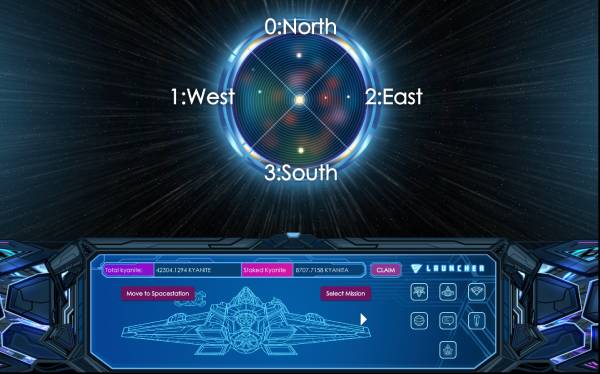 0:North
1:West
2:East
3:South
Total kyanite: 42304.1294 KYANITE Staked Kyanite 8707.7158 KYANITEA CLAIM LAUNCHER
Move to Spacestation Select Mission